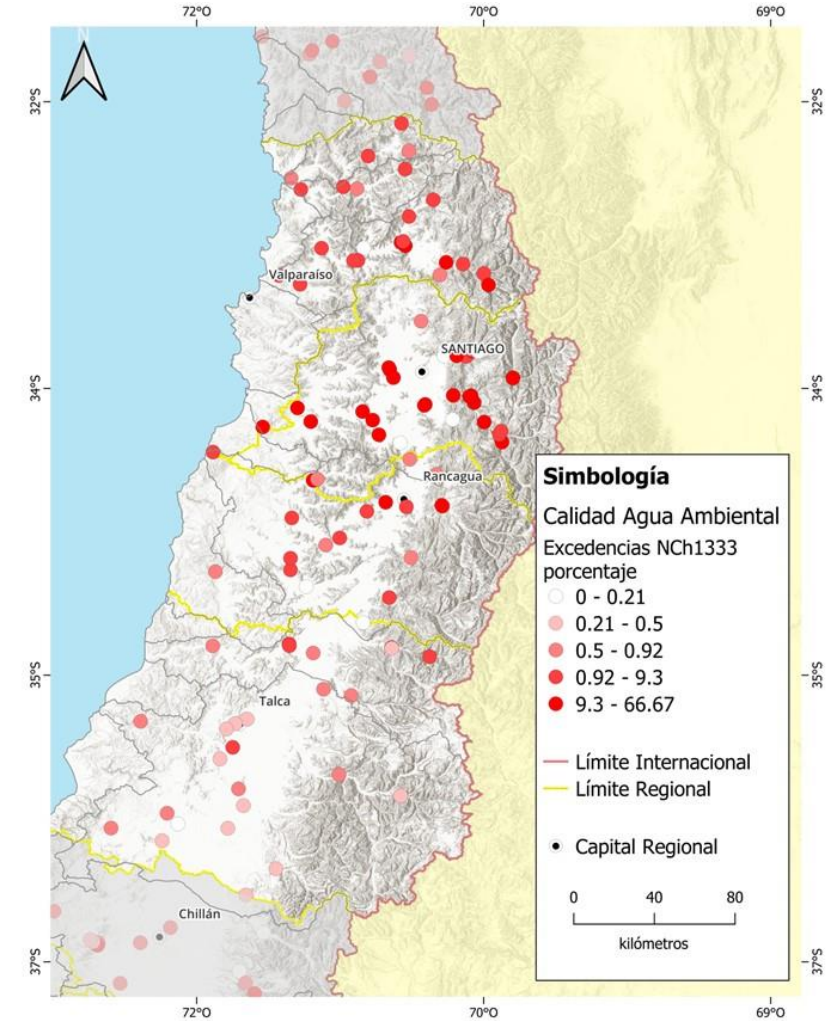 72°O
70°O
69°O
N
32°S
32°S
Valparaíso
SANTIAGO
34°S
34°S
Rancagua
Simbología
Calidad Agua Ambiental
Excedencias NCh1333
porcentaje
0 - 0.21
0.21 - 0.5
0.5 - 0.92
0.92 - 9.3
9.3 - 66.67
Límite Internacional
Límite Regional
Capital Regional
0 40 80
kilómetros
35°S
35°S
Talca
Chillán
37°S
37°S
72°O
70°O
69°O